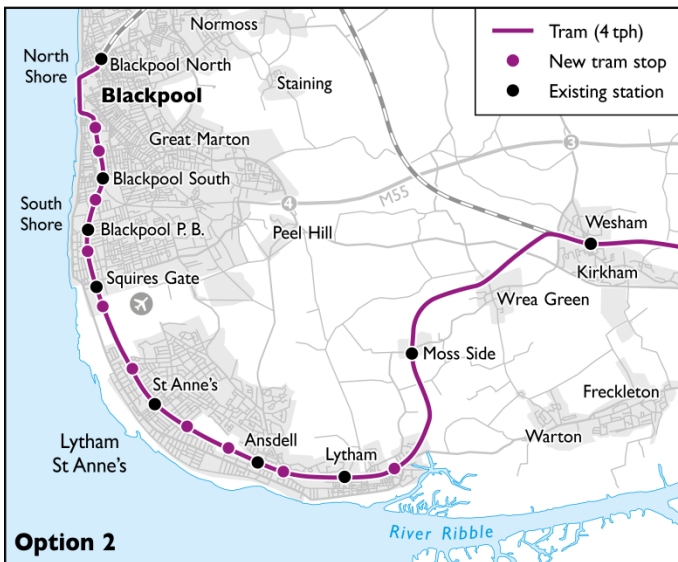 Normoss
North
Shore
Blackpool North
Blackpool
Staining
Great Marton
Tram (4 tph)
New tram stop
Existing station
3
4
M55
Blackpool South
South
Shore
Blackpool P. B.
Peel Hill
Wesham
Kirkham
Squires Gate
Wrea Green
Moss Side
St Anne's
Freckleton
Warton
Ansdell
Lytham
Lytham
St Anne's
River Ribble
Option 2